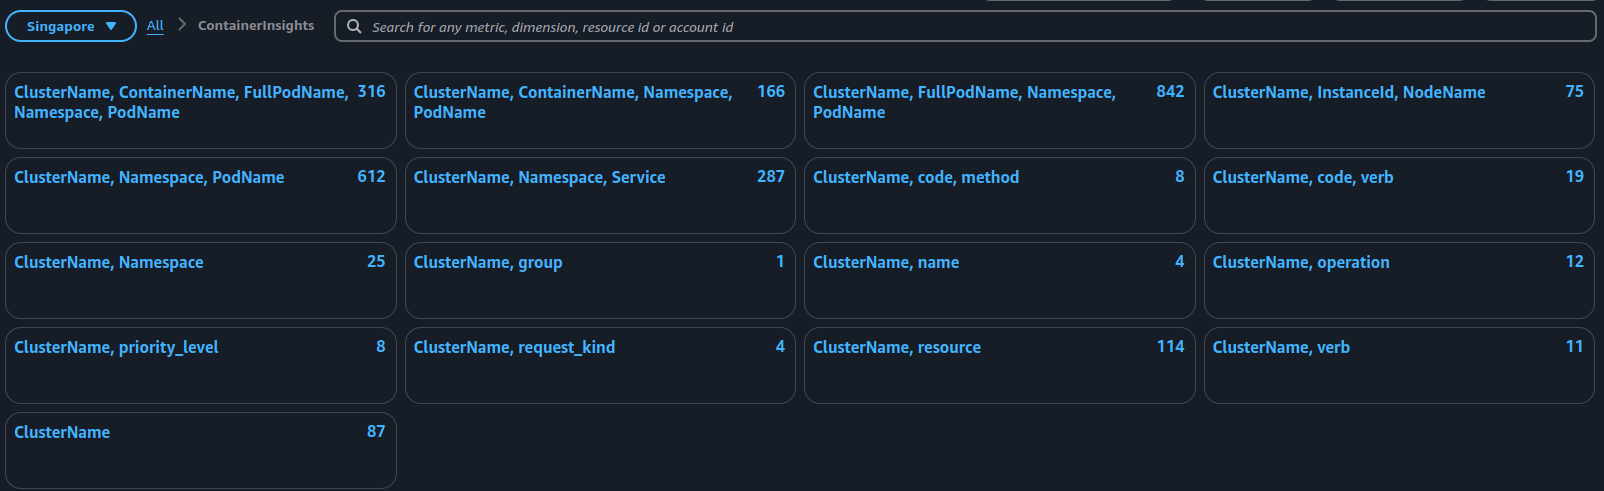 Singapore
All
ContainerInsights
Search for any metric, dimension, resource id or account id
ClusterName, ContainerName, FullPodName,
Namespace, PodName
316
ClusterName, ContainerName, Namespace,
PodName
166
ClusterName, FullPodName, Namespace,
PodName
842
ClusterName, InstanceId, NodeName
75
ClusterName, Namespace, PodName
612
ClusterName, Namespace, Service
287
ClusterName, code, method
8
ClusterName, code, verb
19
ClusterName, Namespace
25
ClusterName, group
1
ClusterName, name
4
ClusterName, operation
12
ClusterName, priority_level
8
ClusterName, request_kind
4
ClusterName, resource
114
ClusterName, verb
11
ClusterName
87